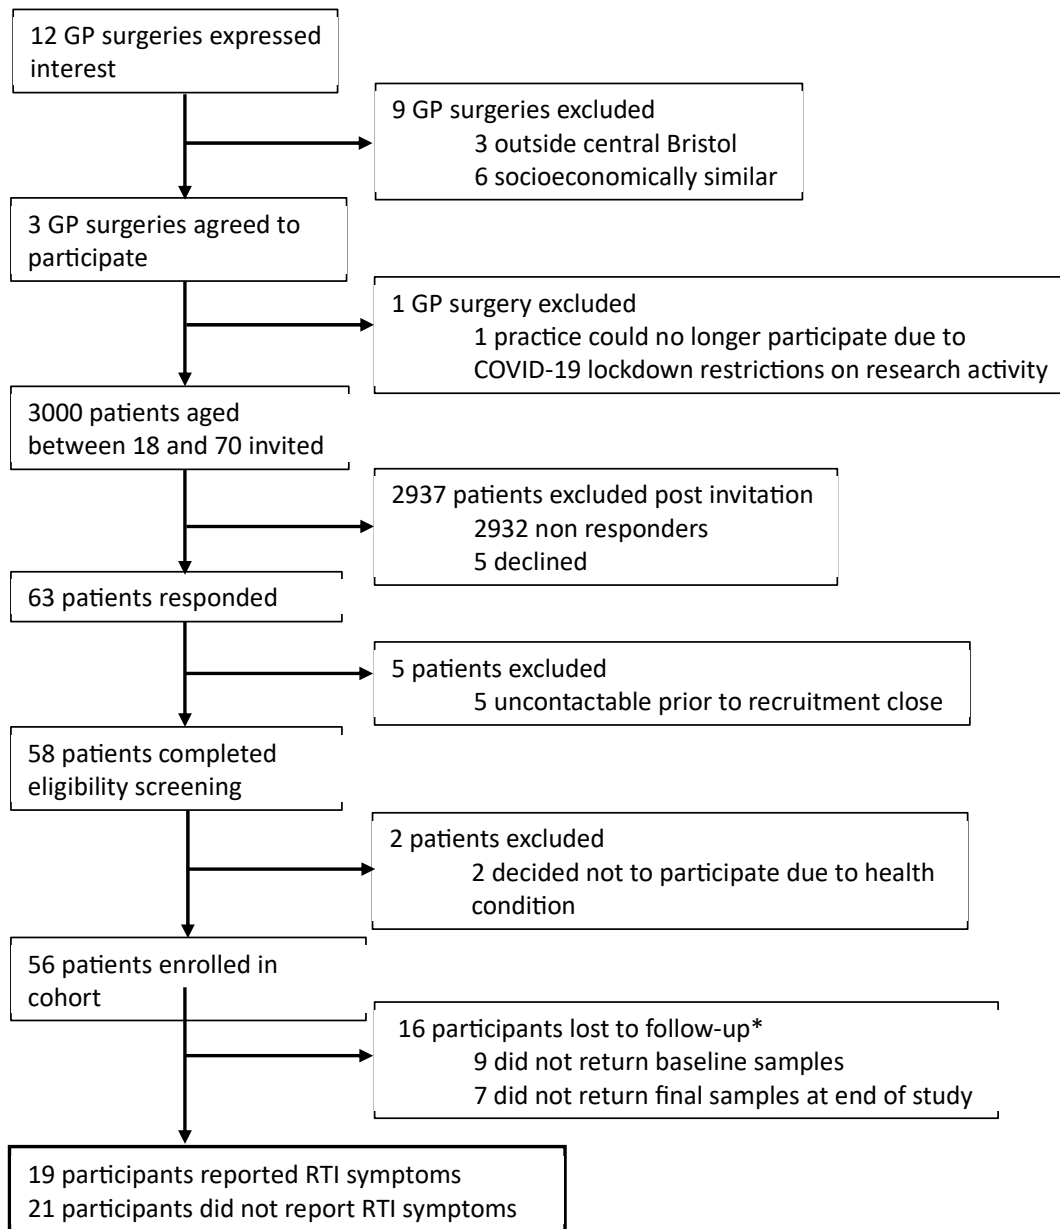 12 GP surgeries expressed
interest
9 GP surgeries excluded
3 outside central Bristol
6 socioeconomically similar
3 GP surgeries agreed to
participate
1 GP surgery excluded
1 practice could no longer participate due to
COVID-19 lockdown restrictions on research activity
3000 patients aged
between 18 and 70 invited
2937 patients excluded post invitation
2932 non responders
5 declined
63 patients responded
5 patients excluded
5 uncontactable prior to recruitment close
58 patients completed
eligibility screening
2 patients excluded
2 decided not to participate due to health
condition
56 patients enrolled in
cohort
16 participants lost to follow-up*
9 did not return baseline samples
7 did not return final samples at end of study
19 participants reported RTI symptoms
21 participants did not report RTI symptoms